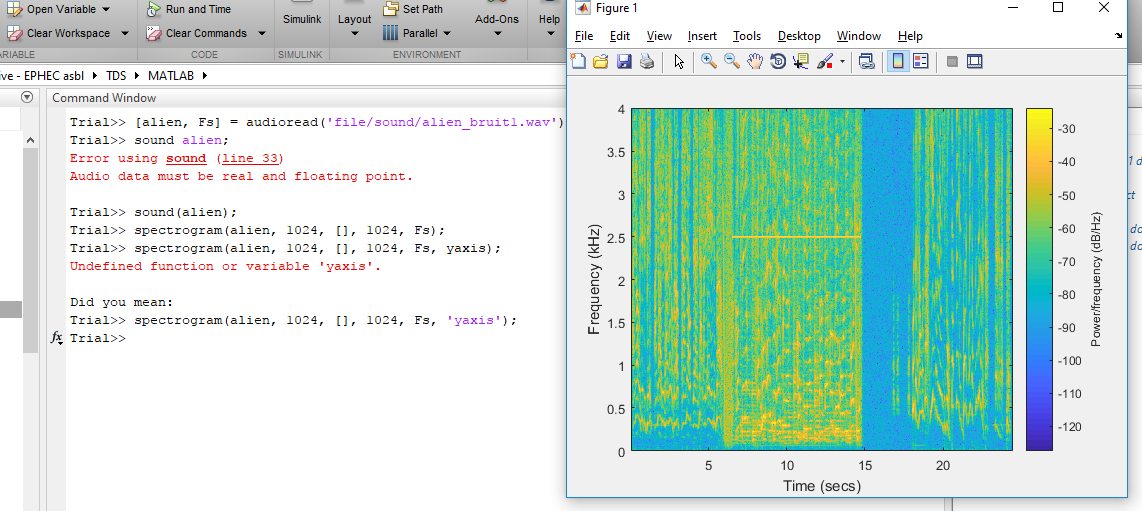 Open Variable
Run and Time
Set Path
Clear Workspace
Clear Commands
Simulink
Layout
Parallel
Add-Ons
Help
ARIABLE
CODE
SIMULINK
ENVIRONMENT
ive - EPHEC asbl
TDS
MATLAB
Command Window
Trial>> [alien, Fs] = audioread('file/sound/alien_bruit1.wav')
Trial>> sound alien;
Error using sound (line 33)
Audio data must be real and floating point.
Trial>> sound(alien);
Trial>> spectrogram(alien, 1024, [], 1024, Fs);
Trial>> spectrogram(alien, 1024, [], 1024, Fs, yaxis);
Undefined function or variable 'yaxis'.
Did you mean:
Trial>> spectrogram(alien, 1024, [], 1024, Fs, 'yaxis');
fx Trial>>
Figure 1
File Edit View Insert Tools Desktop Window Help
4
3.5
3
2.5
2
1.5
1
0.5
0
Frequency (kHz)
5 10 15 20
Time (secs)
-30
-40
-50
-60
-70
-80
-90
-100
-110
-120
Power/frequency (dB/Hz)
1 d
ct
do
do